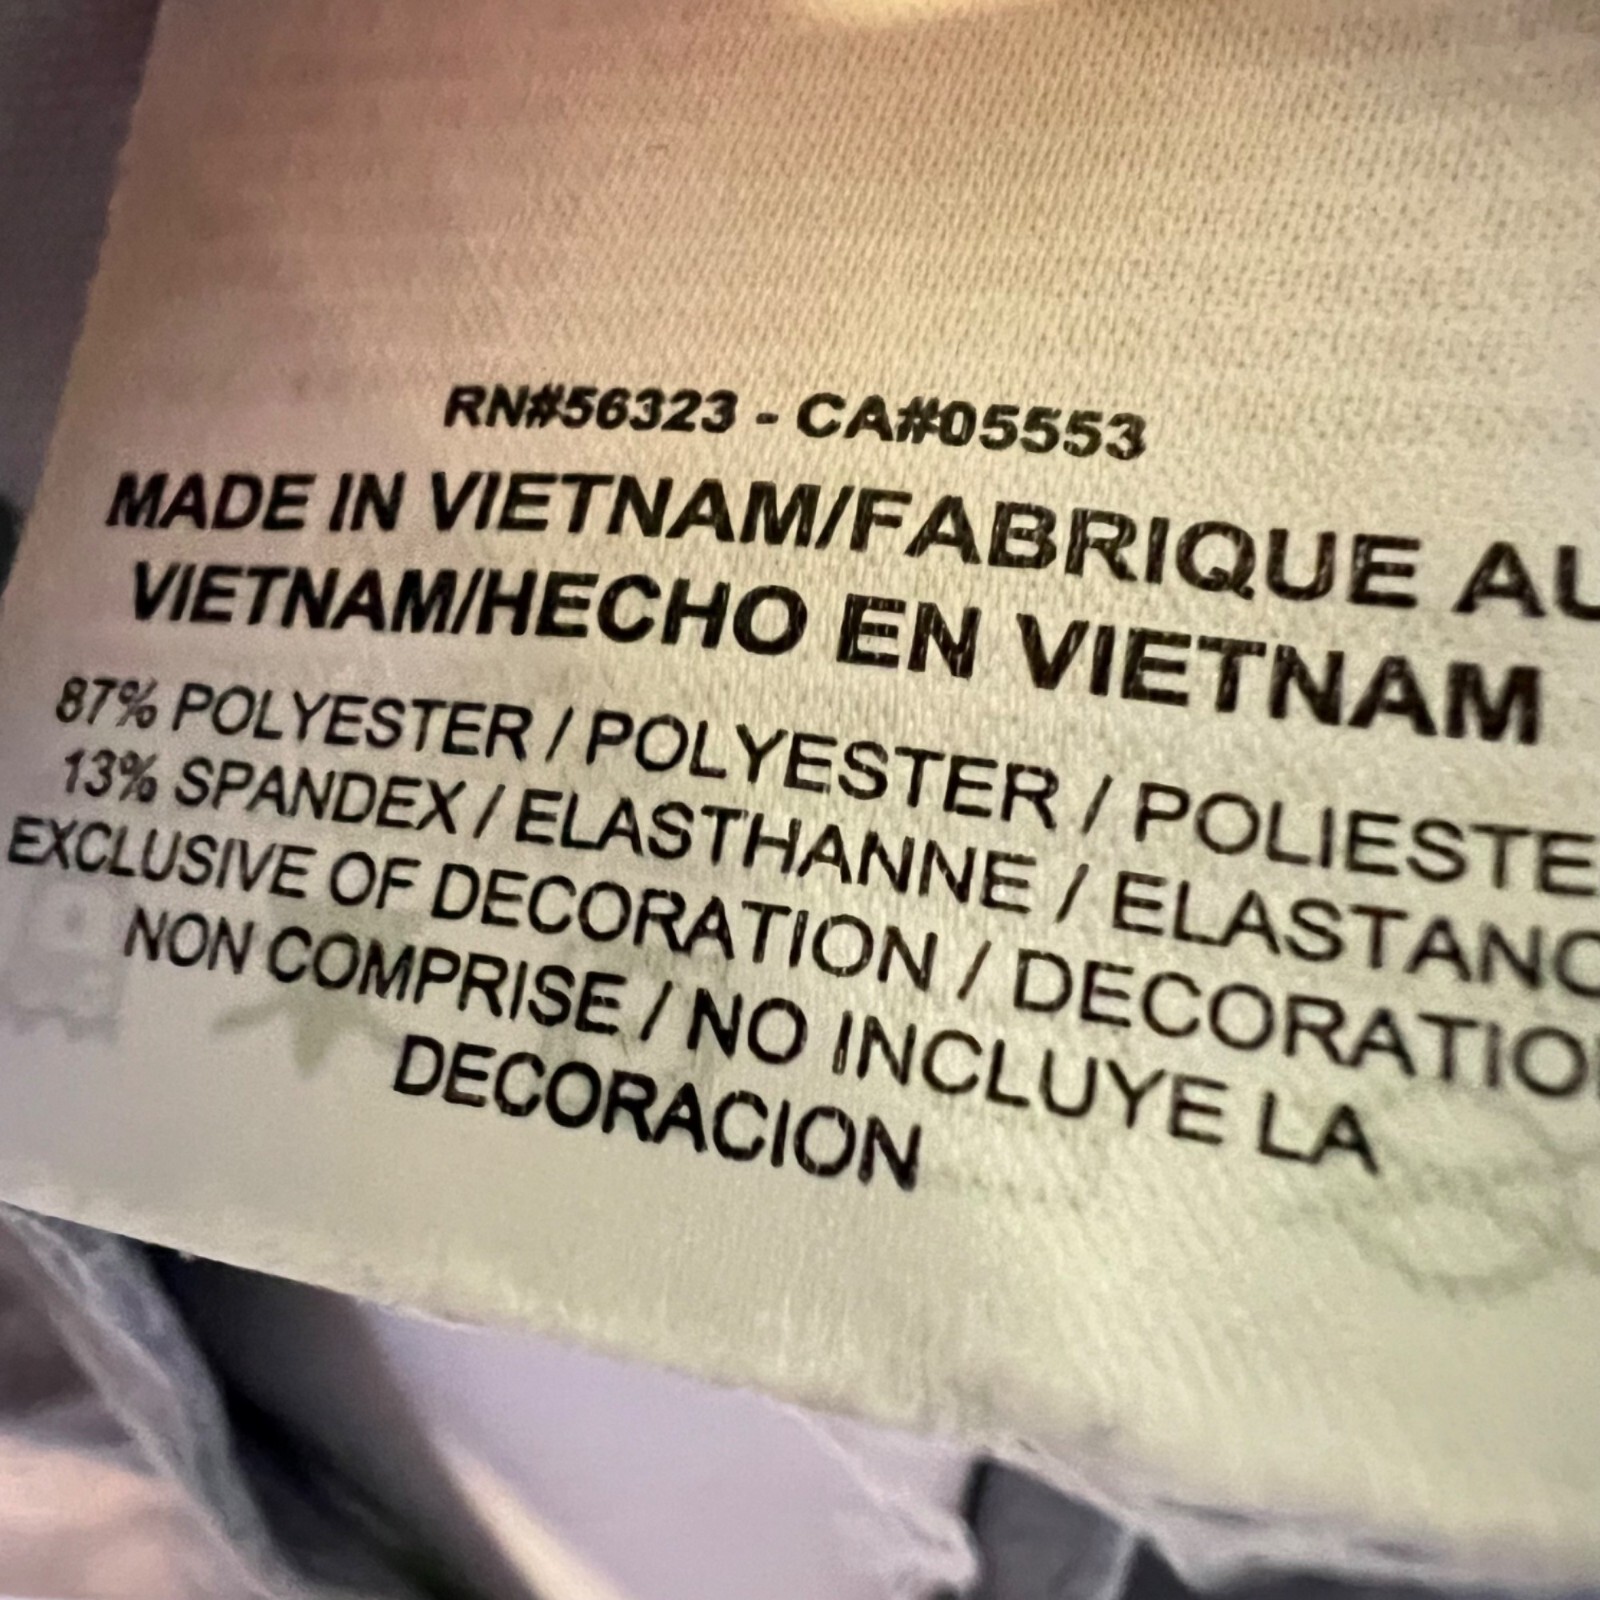 RN#56323 - CA#05553
MADE IN VIETNAM/FABRIQUE AU
VIETNAM/HECHO EN VIETNAM
87% POLYESTER / POLYESTER / POLIESTE
13% SPANDEX / ELASTHANNE / ELASTANO
EXCLUSIVE OF DECORATION / DECORATION
NON COMPRISE / NO INCLUYE LA
DECORACION